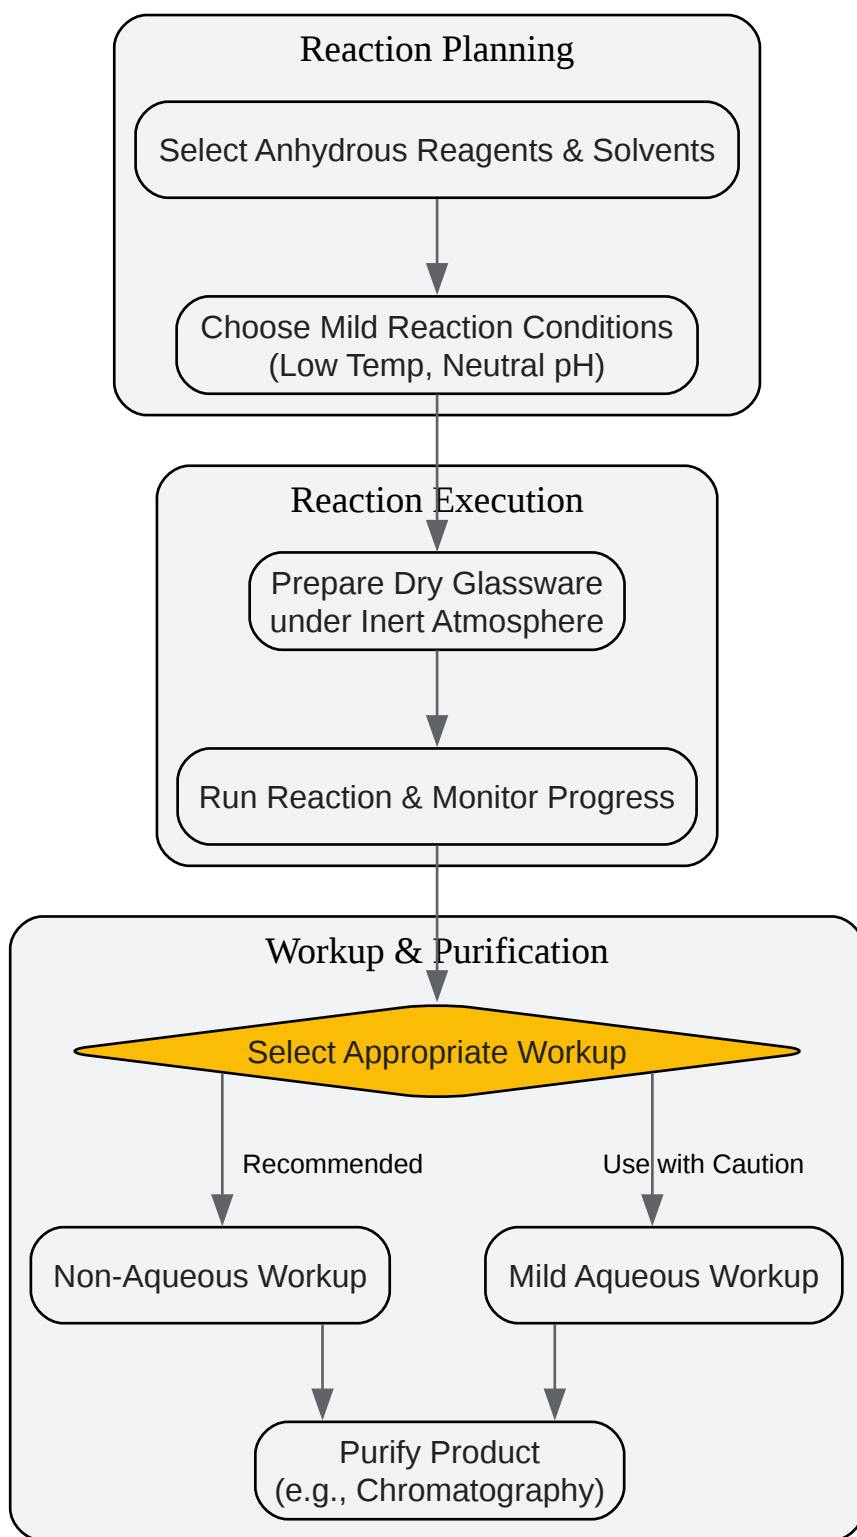 Reaction Planning
Select Anhydrous Reagents & Solvents
Choose Mild Reaction Conditions
(Low Temp, Neutral pH)
Reaction Execution
Prepare Dry Glassware
under Inert Atmosphere
Run Reaction & Monitor Progress
Workup & Purification
Select Appropriate Workup
Recommended
Use with Caution
Non-Aqueous Workup
Mild Aqueous Workup
Purify Product
(e.g., Chromatography)